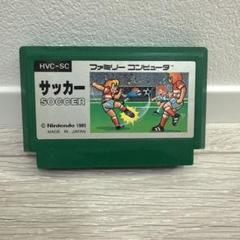 HVC-SC
ファミリー コンピュータ
サッカー
SOCCER
© Nintendo 1985
MADE IN JAPAN